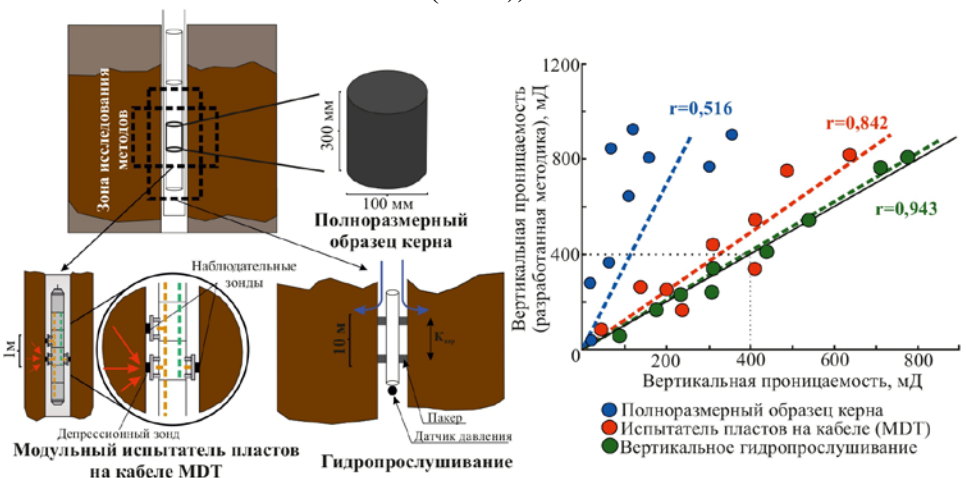 Зона исследования
методов
300 мм
100 мм
Полноразмерный
образец керна
Наблюдательные
зонды
1м
Депрессионный зонд
Модульный испытатель пластов
на кабеле MDT
10 м
Пакер
Датчик давления
Гидропрослушивание
Вертикальная проницаемость
(разработанная методика), мД
1200
800
400
0
r=0,516
r=0,842
r=0,943
0
200
400
600
800
Вертикальная проницаемость, мД
Полноразмерный образец керна
Испытатель пластов на кабеле (MDT)
Вертикальное гидропрослушивание